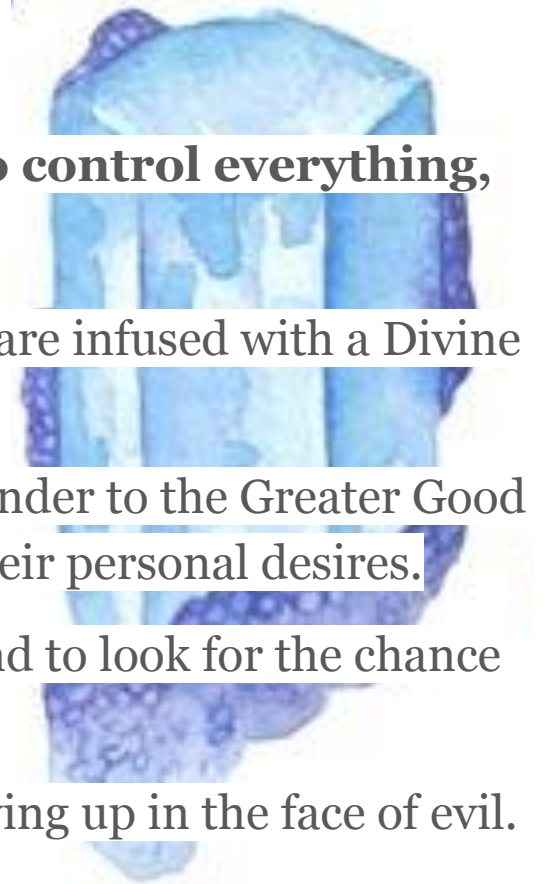 o control everything,
are infused with a Divine
nder to the Greater Good
eir personal desires.
nd to look for the chance
ing up in the face of evil.